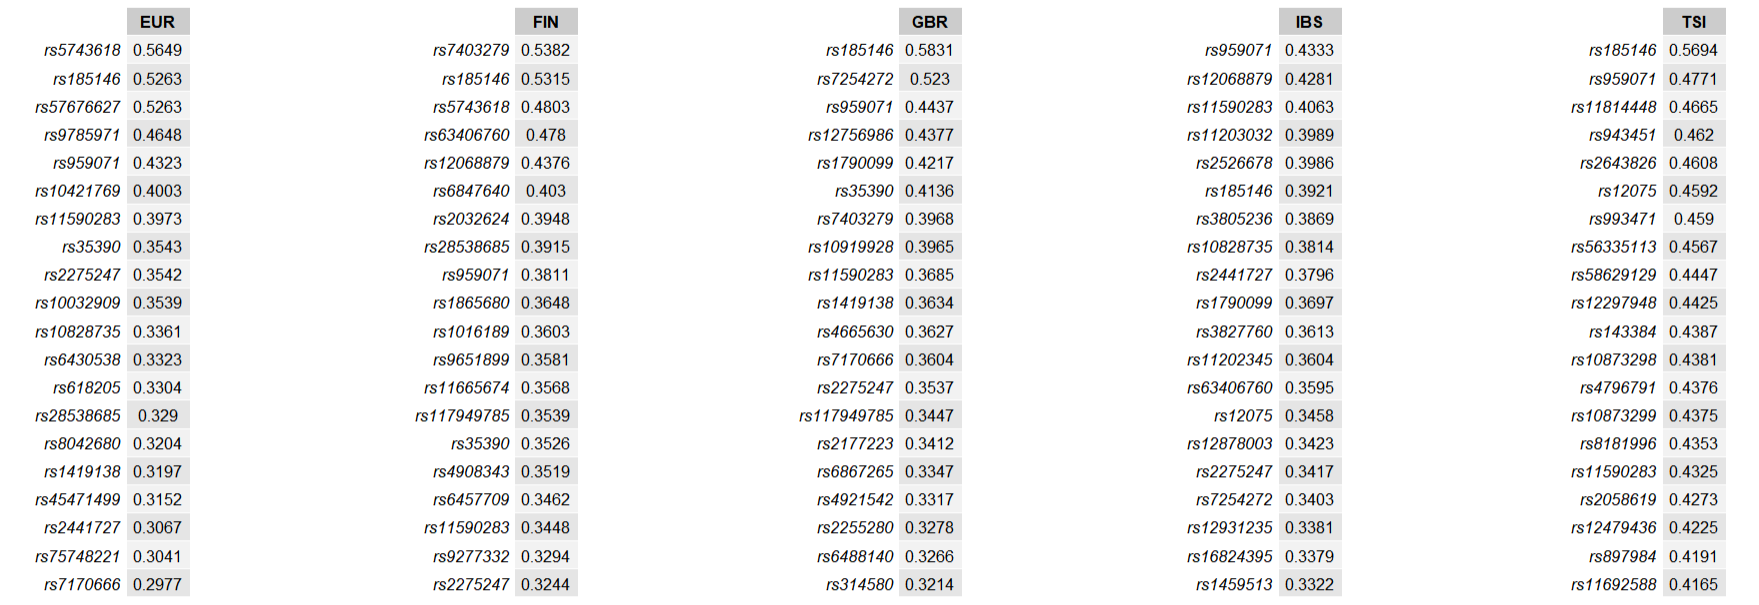 EUR FIN GBR IBS TSI
rs5743618 0.5649 rs7403279 0.5382 rs185146 0.5831 rs959071 0.4333 rs185146 0.5694
rs185146 0.5263 rs185146 0.5315 rs7254272 0.523 rs12068879 0.4281 rs959071 0.4771
rs57676627 0.5263 rs5743618 0.4803 rs959071 0.4437 rs11590283 0.4063 rs11814448 0.4665
rs9785971 0.4648 rs63406760 0.478 rs12756986 0.4377 rs11203032 0.3989 rs943451 0.462
rs959071 0.4323 rs12068879 0.4376 rs1790099 0.4217 rs2526678 0.3986 rs2643826 0.4608
rs10421769 0.4003 rs6847640 0.403 rs35390 0.4136 rs185146 0.3921 rs12075 0.4592
rs11590283 0.3973 rs2032624 0.3948 rs7403279 0.3968 rs3805236 0.3869 rs993471 0.459
rs35390 0.3543 rs28538685 0.3915 rs10919928 0.3965 rs10828735 0.3814 rs56335113 0.4567
rs2275247 0.3542 rs959071 0.3811 rs11590283 0.3685 rs2441727 0.3796 rs58629129 0.4447
rs10032909 0.3539 rs1865680 0.3648 rs1419138 0.3634 rs1790099 0.3697 rs12297948 0.4425
rs10828735 0.3361 rs1016189 0.3603 rs4665630 0.3627 rs3827760 0.3613 rs143384 0.4387
rs6430538 0.3323 rs9651899 0.3581 rs7170666 0.3604 rs11202345 0.3604 rs10873298 0.4381
rs618205 0.3304 rs11665674 0.3568 rs2275247 0.3537 rs63406760 0.3595 rs4796791 0.4376
rs28538685 0.329 rs117949785 0.3539 rs117949785 0.3447 rs12075 0.3458 rs10873299 0.4375
rs8042680 0.3204 rs35390 0.3526 rs2177223 0.3412 rs12878003 0.3423 rs8181996 0.4353
rs1419138 0.3197 rs4908343 0.3519 rs6867265 0.3347 rs2275247 0.3417 rs11590283 0.4325
rs45471499 0.3152 rs6457709 0.3462 rs4921542 0.3317 rs7254272 0.3403 rs2058619 0.4273
rs2441727 0.3067 rs11590283 0.3448 rs2255280 0.3278 rs12931235 0.3381 rs12479436 0.4225
rs75748221 0.3041 rs9277332 0.3294 rs6488140 0.3266 rs16824395 0.3379 rs897984 0.4191
rs7170666 0.2977 rs2275247 0.3244 rs314580 0.3214 rs1459513 0.3322 rs11692588 0.4165